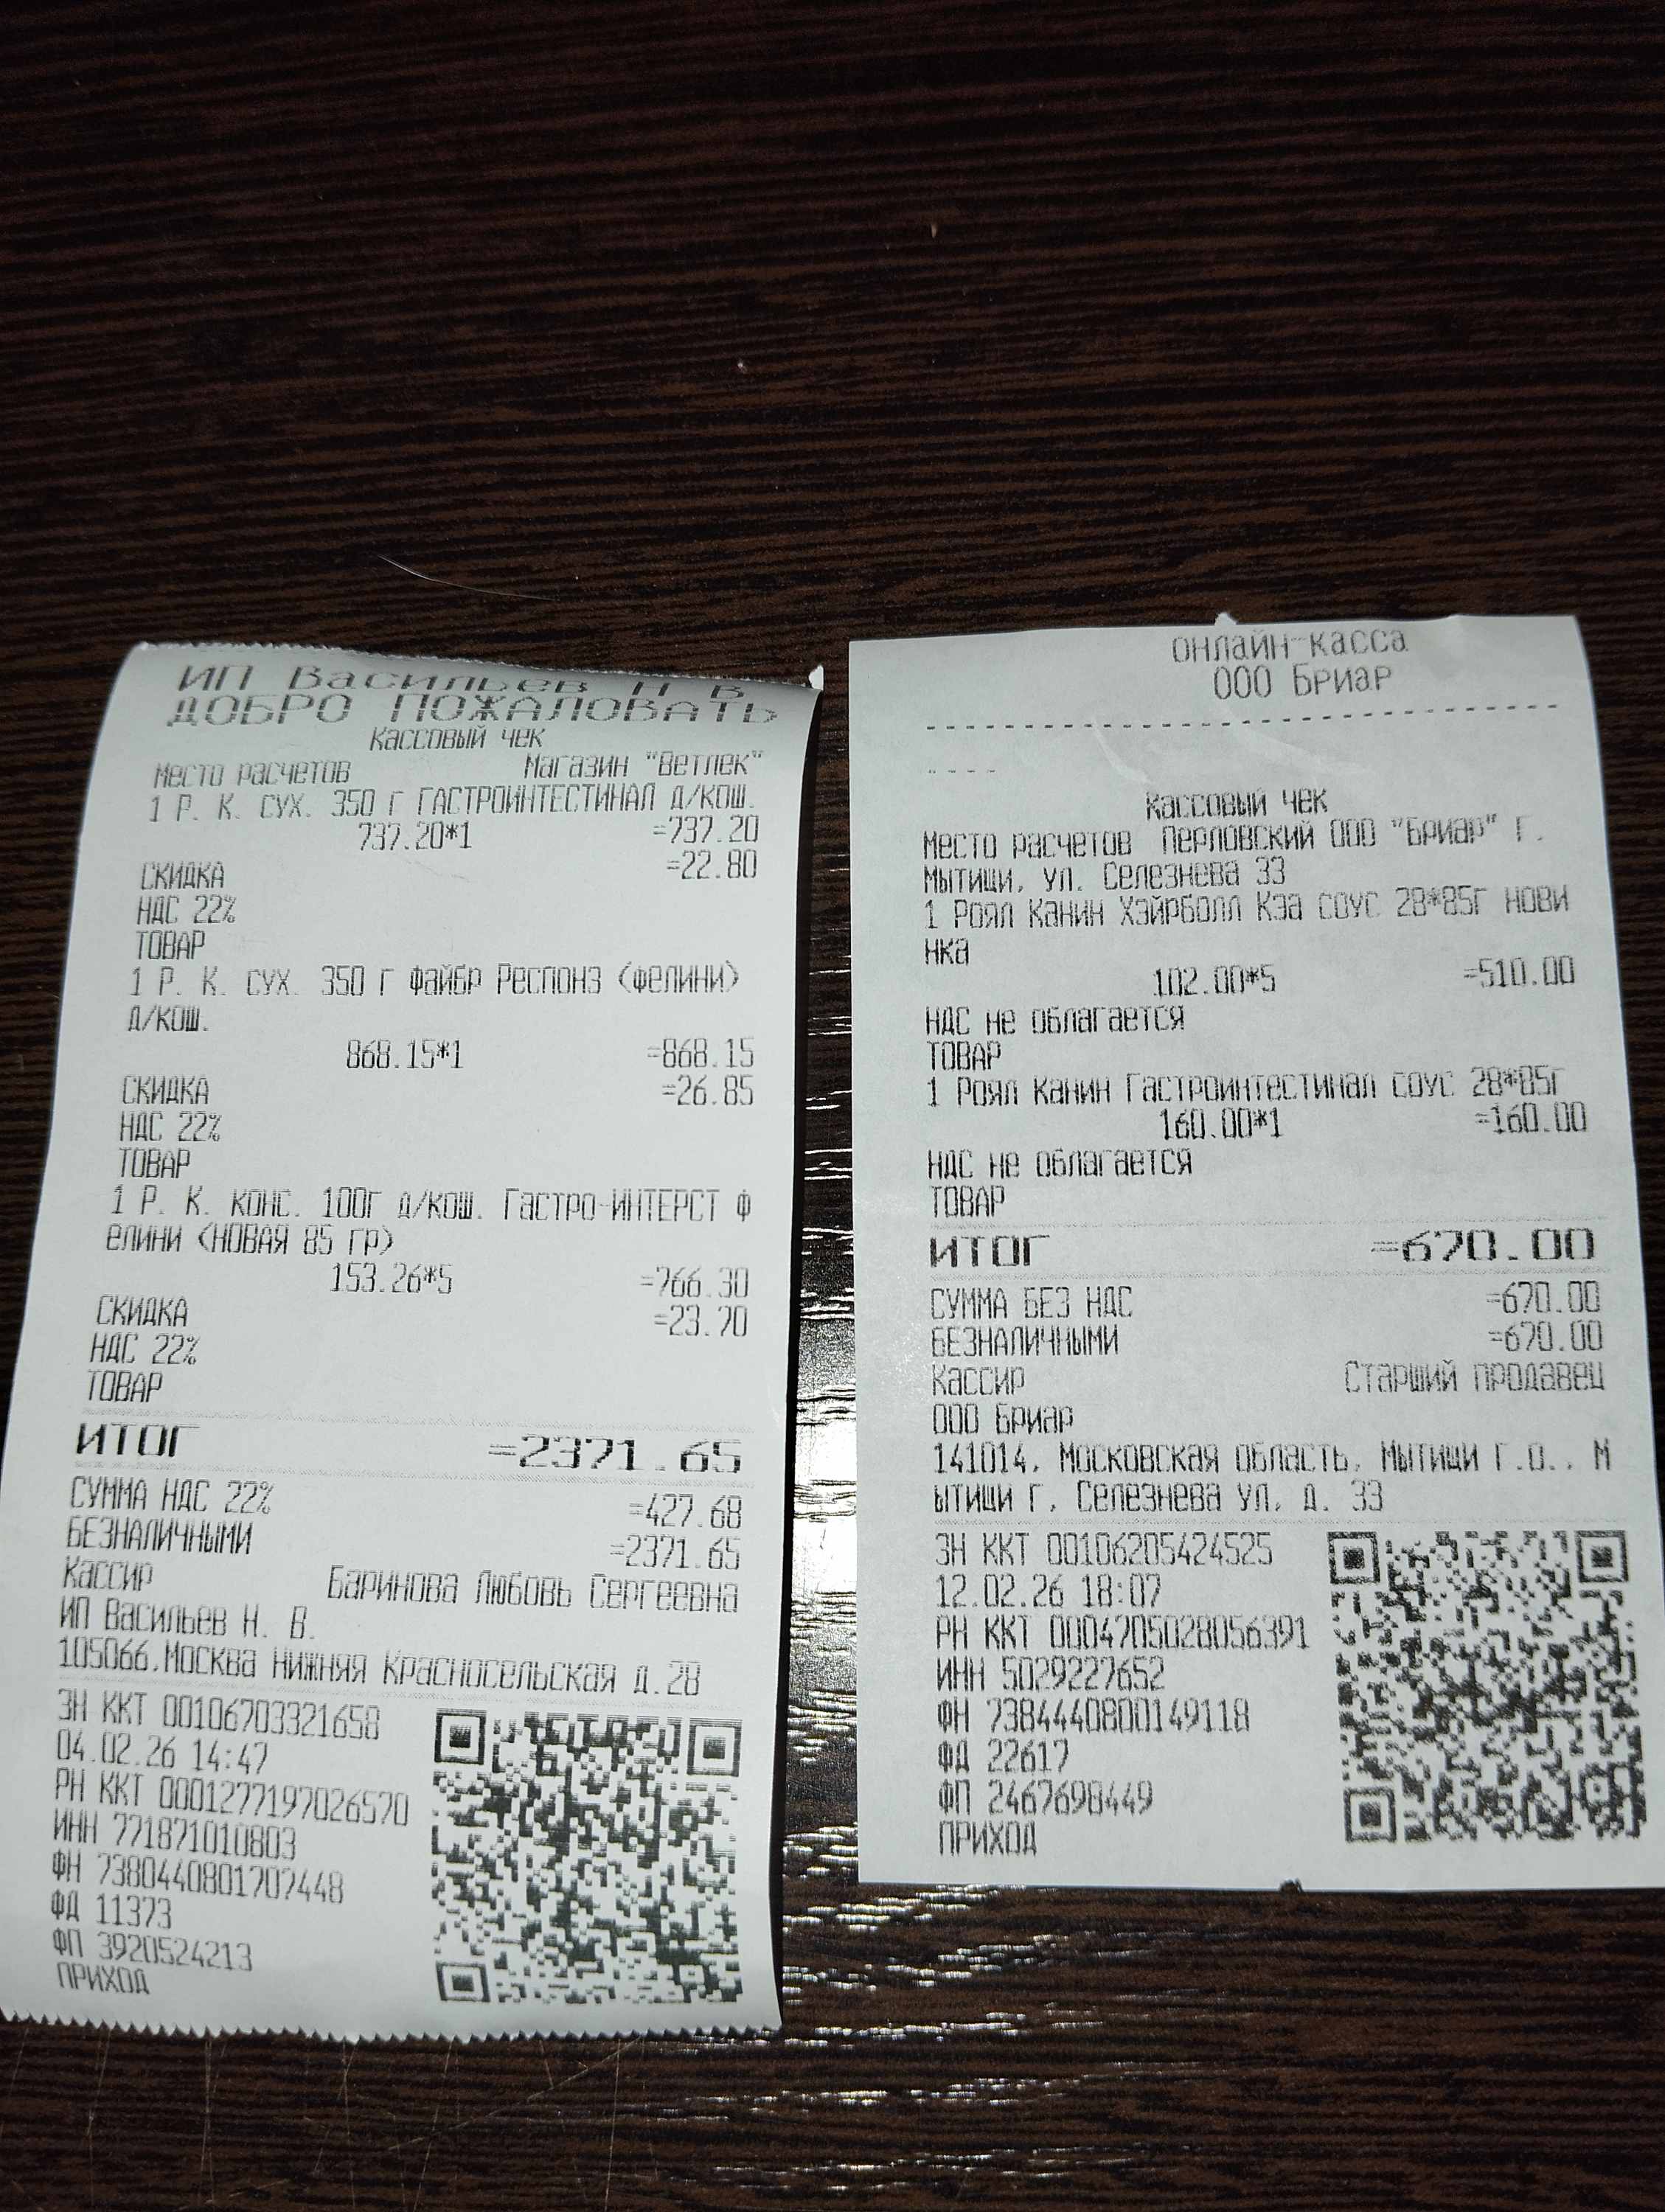 ИП Васильев Н В
ДОБРО ПОЖАЛОВАТЬ
Кассовый чек
Место расчетов Магазин "Ветлек"
1 Р. К. СУХ. 350 Г ГАСТРОИНТЕСТИНАЛ Д/КОШ.
737.20*1 =737.20
СКИДКА =22.80
НДС 22%
ТОВАР
1 Р. К. СУХ. 350 Г Файбр Респонз (фелини)
Д/КОШ.
868.15*1 =868.15
СКИДКА =26.85
НДС 22%
ТОВАР
1 Р. К. КОНС. 100Г Д/КОШ. Гастро-ИНТЕРСТ Ф
ЕЛИНИ (НОВАЯ 85 ГР)
153.26*5 =766.30
СКИДКА =23.70
НДС 22%
ТОВАР
ИТОГ =2371.65
СУММА НДС 22% =427.68
БЕЗНАЛИЧНЫМИ =2371.65
Кассир Баринова Любовь Сергеевна
ИП Васильев Н. В.
105066,Москва Нижняя Красносельская д.28
ЗН ККТ 00106703321658
04.02.26 14:47
РН ККТ 0001277197026570
ИНН 771871010803
ФН 7380440801707448
ФД 11373
ФП 3920524213
ПРИХОД
онлайн-касса
ООО Бриар
Кассовый чек
Место расчетов Перловский ООО "Бриар" г.
Мытищи, ул. Селезнева 33
1 Роял Канин Хэйрболл Кэа соус 28*85г нови
нка
102.00*5 =510.00
НДС не облагается
ТОВАР
1 Роял Канин Гастроинтестинал соус 28*85г
160.00*1 =160.00
НДС не облагается
ТОВАР
ИТОГ =670.00
СУММА БЕЗ НДС =670.00
БЕЗНАЛИЧНЫМИ =670.00
Кассир Старший продавец
ООО Бриар
141014, Московская область, Мытищи г.о., М
ытищи г, Селезнева ул, д. 33
ЗН ККТ 00106205424525
12.02.26 18:07
РН ККТ 0004705028056391
ИНН 5029227652
ФН 7384440800149118
ФД 22617
ФП 2467698449
ПРИХОД